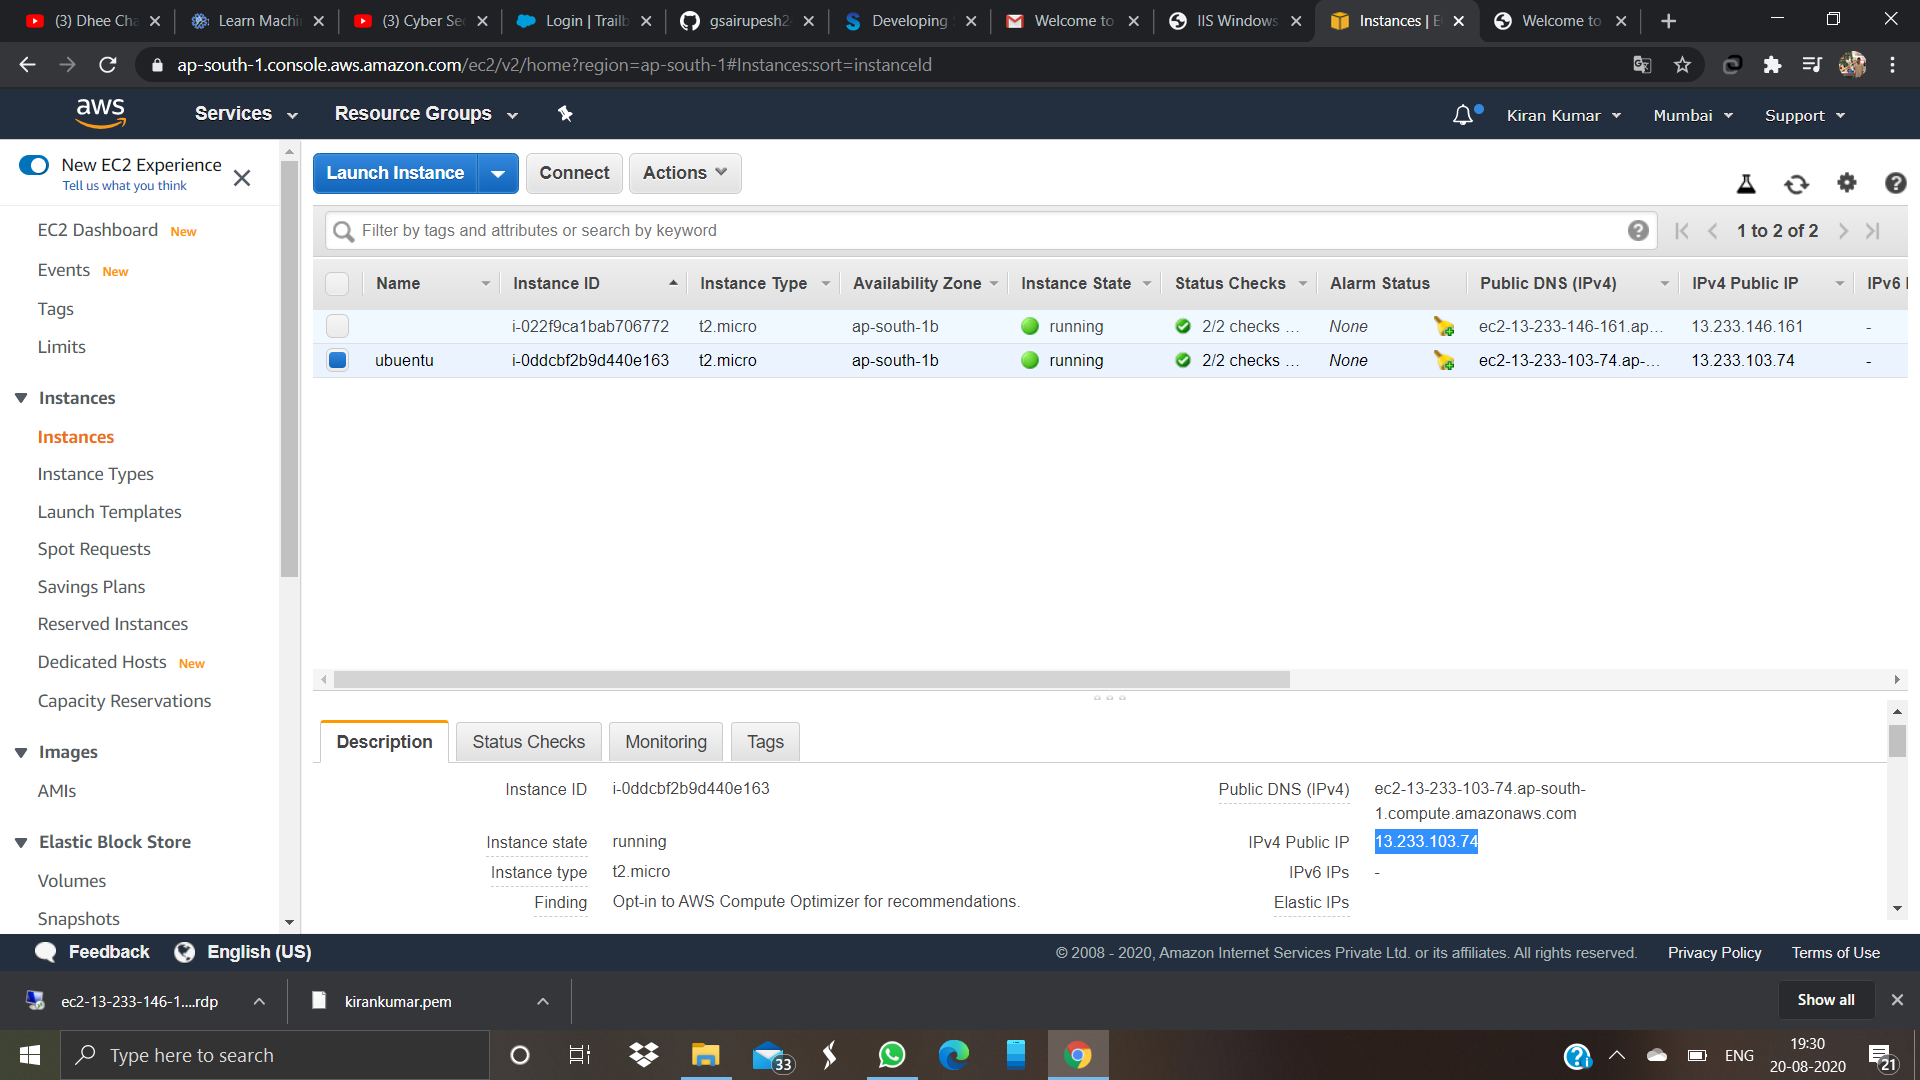 (3) Dhee Cha
Learn Machi
(3) Cyber Sec
Login | Trailb
gsairupesh2
Developing
Welcome to
IIS Windows
Instances | E
Welcome to
ap-south-1.console.aws.amazon.com/ec2/v2/home?region=ap-south-1#Instances:sort=instanceId
aws
Services
Resource Groups
Kiran Kumar
Mumbai
Support
New EC2 Experience
Tell us what you think
Launch Instance
Connect
Actions
EC2 Dashboard New
Events New
Tags
Limits
Instances
Instances
Instance Types
Launch Templates
Spot Requests
Savings Plans
Reserved Instances
Dedicated Hosts New
Capacity Reservations
Images
AMIs
Elastic Block Store
Volumes
Snapshots
Filter by tags and attributes or search by keyword
1 to 2 of 2
Name Instance ID Instance Type Availability Zone Instance State Status Checks Alarm Status Public DNS (IPv4) IPv4 Public IP IPv6 I
i-022f9ca1bab706772 t2.micro ap-south-1b running 2/2 checks ... None ec2-13-233-146-161.ap... 13.233.146.161 -
ubuentu i-0ddcbf2b9d440e163 t2.micro ap-south-1b running 2/2 checks ... None ec2-13-233-103-74.ap-... 13.233.103.74 -
Description
Status Checks
Monitoring
Tags
Instance ID i-0ddcbf2b9d440e163
Instance state running
Instance type t2.micro
Finding Opt-in to AWS Compute Optimizer for recommendations.
Public DNS (IPv4) ec2-13-233-103-74.ap-south-
1.compute.amazonaws.com
IPv4 Public IP 13.233.103.74
IPv6 IPs -
Elastic IPs
Feedback
English (US)
© 2008 - 2020, Amazon Internet Services Private Ltd. or its affiliates. All rights reserved.
Privacy Policy
Terms of Use
ec2-13-233-146-1....rdp
kirankumar.pem
Show all
Type here to search
33
ENG
19:30
20-08-2020
21